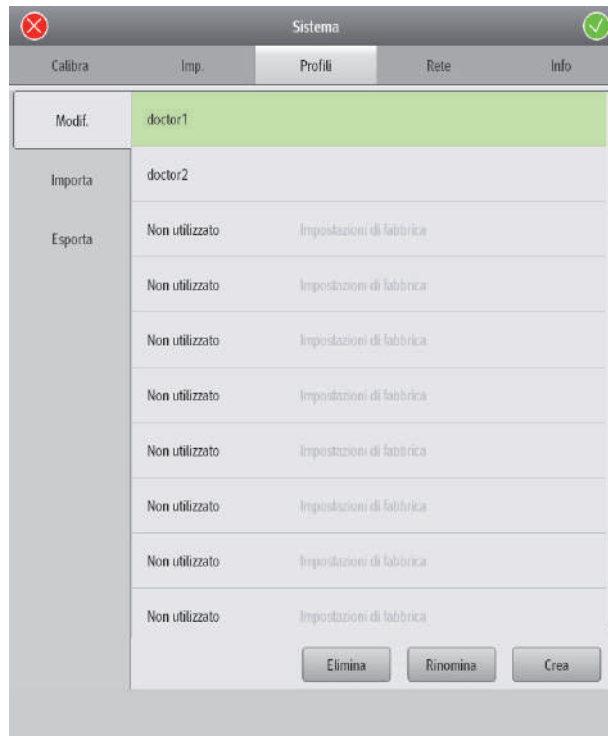 Sistema
Calibra Imp. Profili Rete Info
Modif. doctor1
Importa doctor2
Esporta Non utilizzato Impostazioni di fabbrica
Non utilizzato Impostazioni di fabbrica
Non utilizzato Impostazioni di fabbrica
Non utilizzato Impostazioni di fabbrica
Non utilizzato Impostazioni di fabbrica
Non utilizzato Impostazioni di fabbrica
Non utilizzato Impostazioni di fabbrica
Non utilizzato Impostazioni di fabbrica
Elimina Rinomina Crea